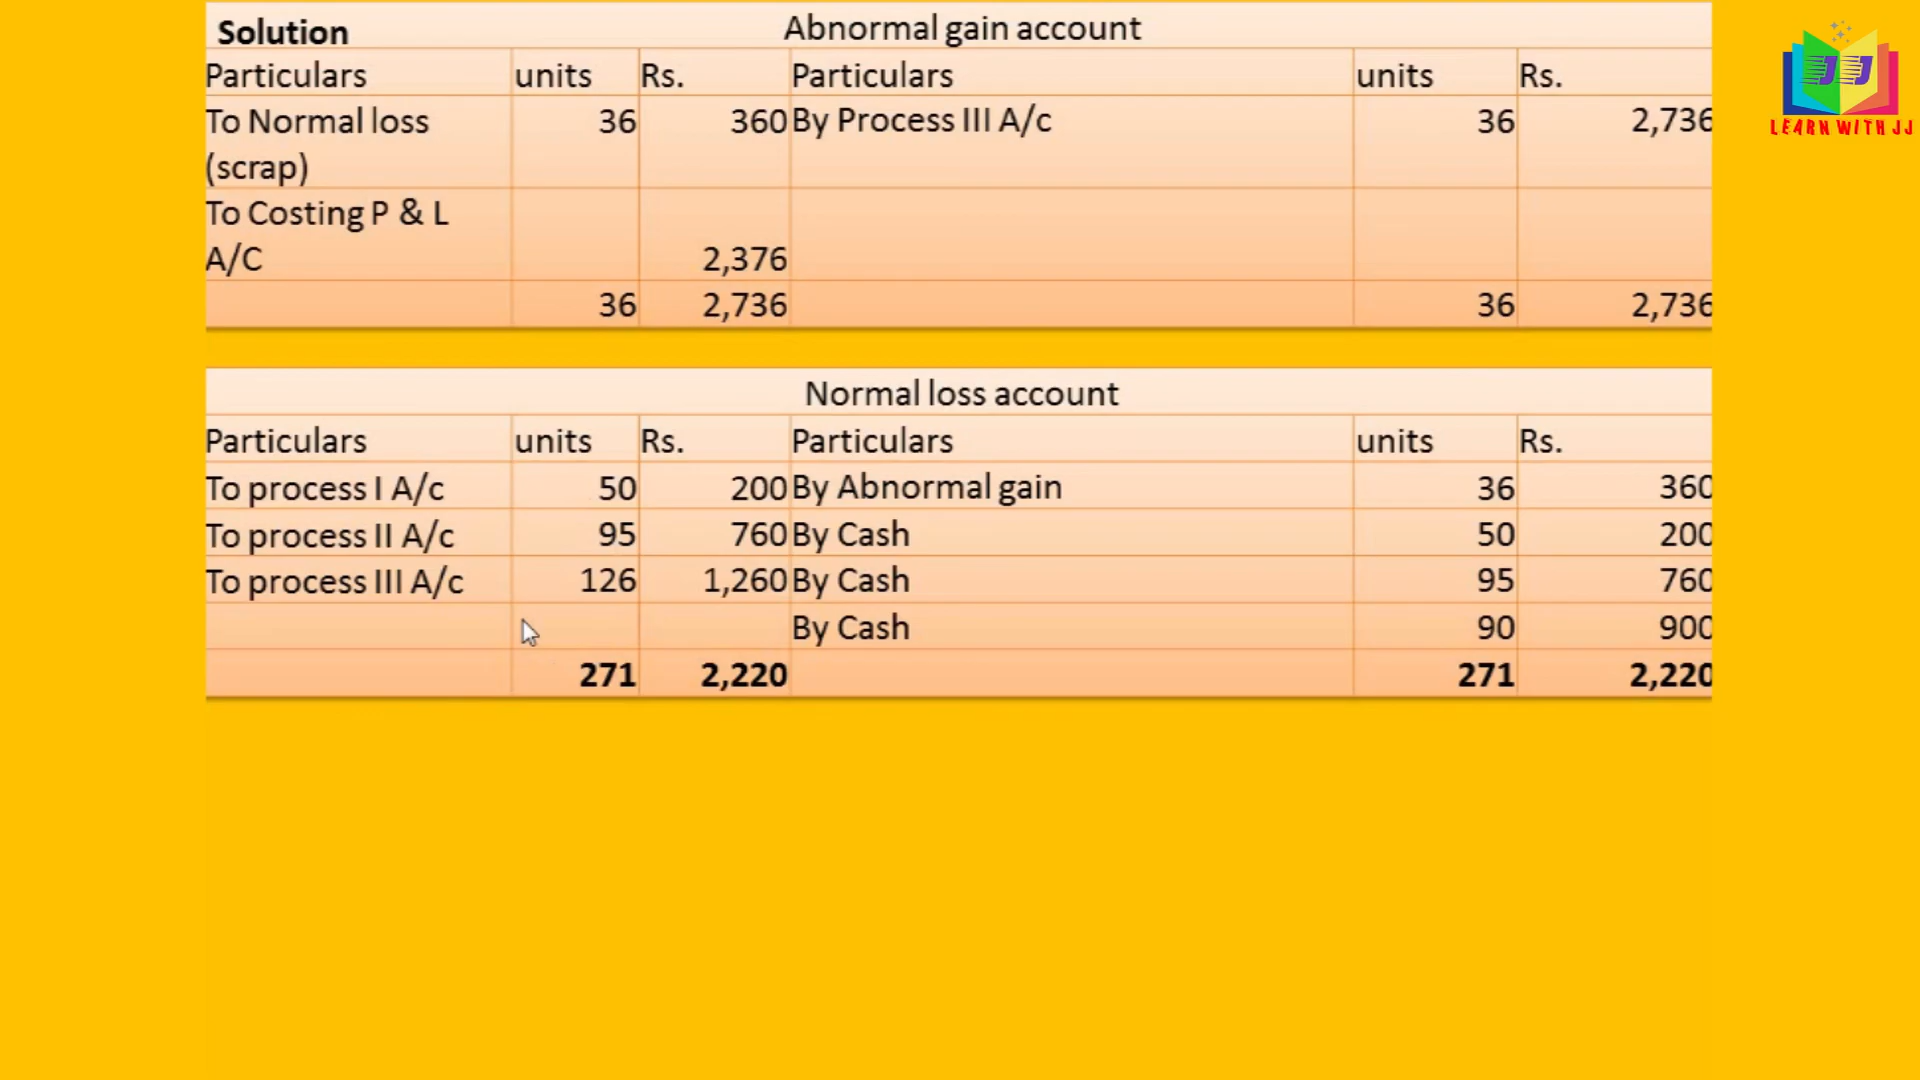 Solution Abnormal gain account
Particulars units Rs. Particulars units Rs.
To Normal loss 36 360 By Process III A/c 36 2,736
(scrap)
To Costing P & L
A/C 2,376
36 2,736 36 2,736
Normal loss account
Particulars units Rs. Particulars units Rs.
To process I A/c 50 200 By Abnormal gain 36 360
To process II A/c 95 760 By Cash 50 200
To process III A/c 126 1,260 By Cash 95 760
By Cash 90 900
271 2,220 271 2,220
JJ
LEARN WITH JJ